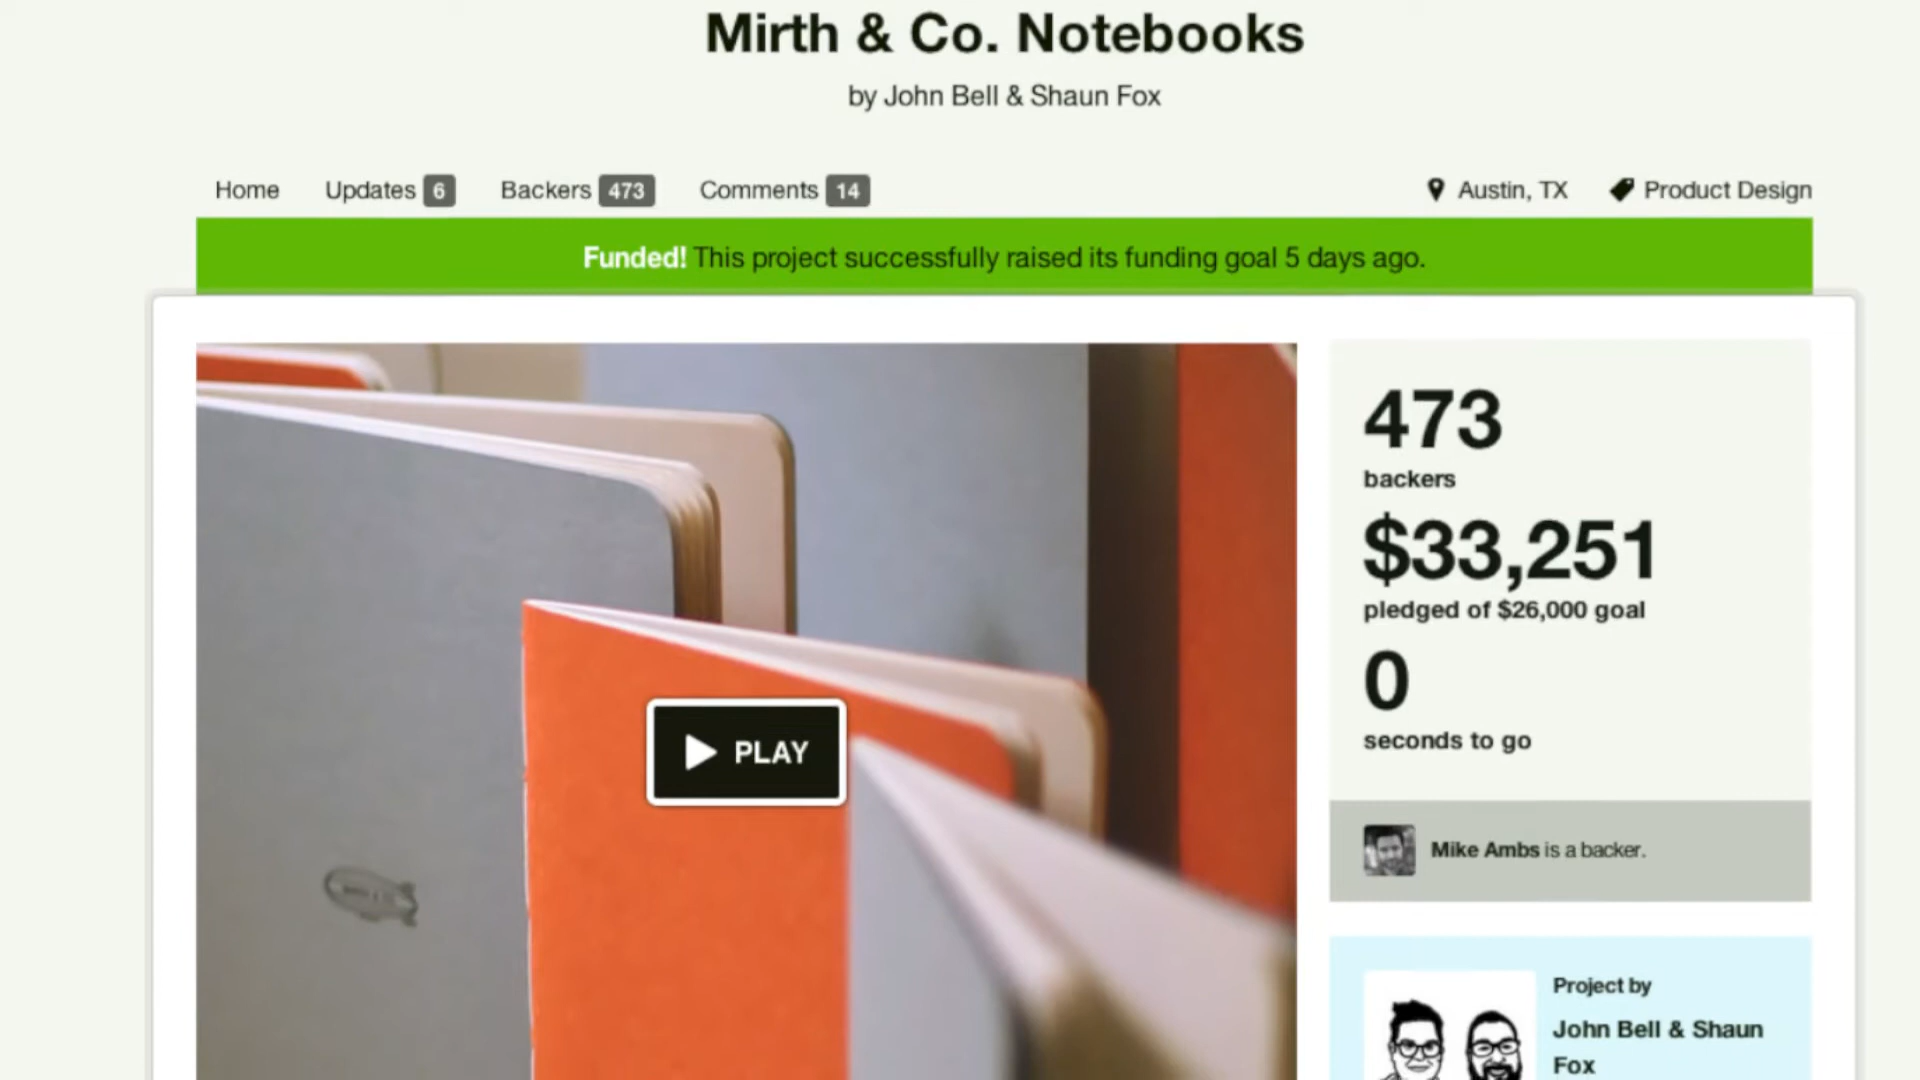 Mirth & Co. Notebooks
by John Bell & Shaun Fox
Home Updates 6 Backers 473 Comments 14 Austin, TX Product Design
Funded! This project successfully raised its funding goal 5 days ago.
473
backers
$33,251
pledged of $26,000 goal
0
seconds to go
PLAY
Mike Ambs is a backer.
Project by
John Bell & Shaun
Fox